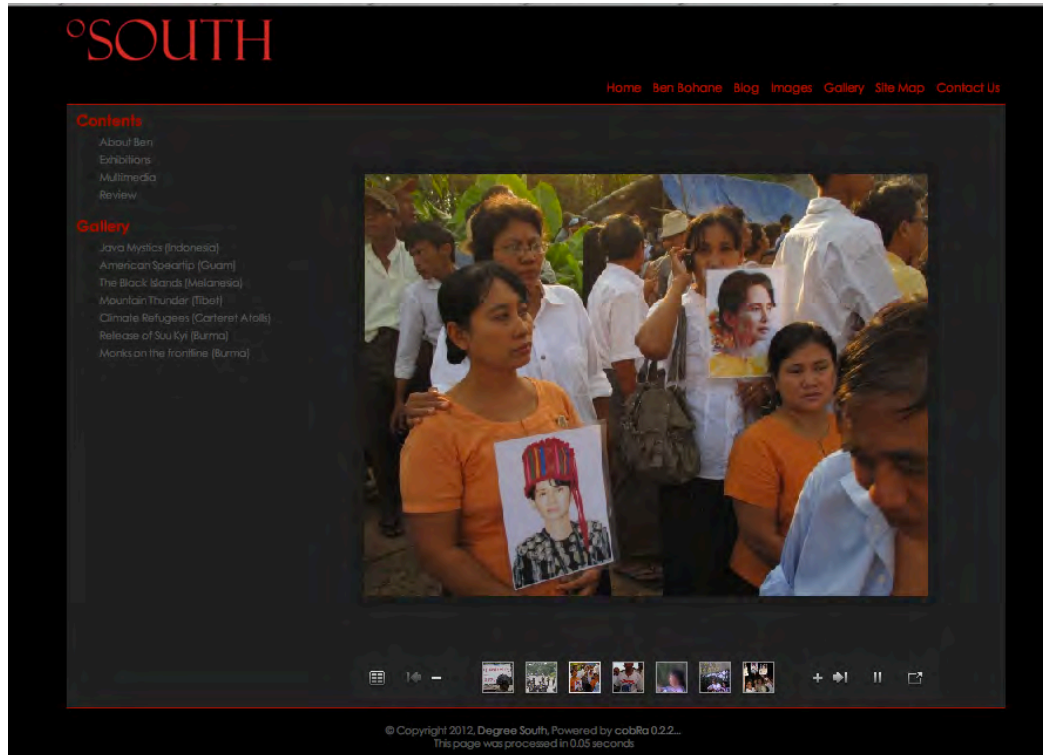 °SOUTH
Home Ben Bohane Blog Images Gallery Site Map Contact Us
Contents
About Ben
Exhibitions
Multimedia
Review
Gallery
Java Mystics (Indonesia)
American Speartip (Guam)
The Black Islands (Melanesia)
Mountain Thunder (Tibet)
Climate Refugees (Carteret Atolls)
Release of Suu Kyi (Burma)
Monks on the frontline (Burma)
© Copyright 2012, Degree South, Powered by cobRa 0.2.2...
This page was processed in 0.05 seconds